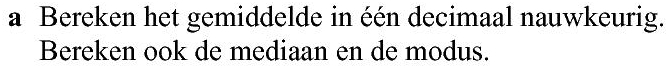 a Bereken het gemiddelde in één decimaal nauwkeurig.
Bereken ook de mediaan en de modus.